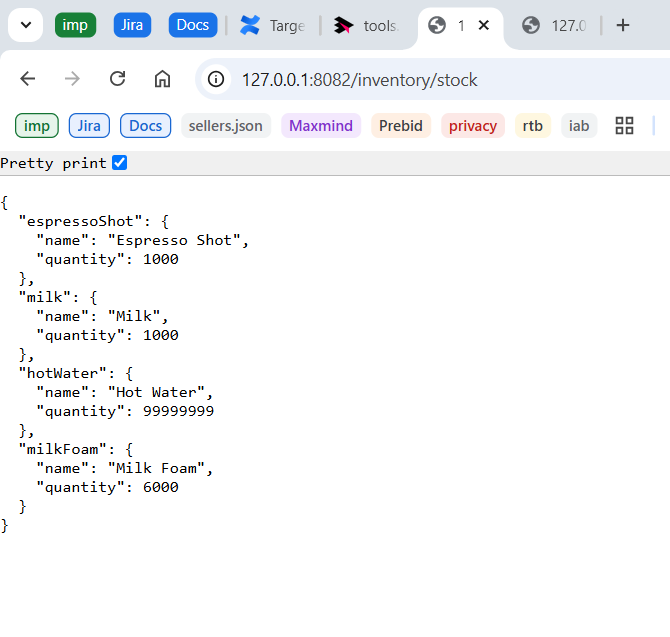 imp Jira Docs Targe tools. 1 127.0
127.0.0.1:8082/inventory/stock
imp Jira Docs sellers.json Maxmind Prebid privacy rtb iab
Pretty print
{
  "espressoShot": {
    "name": "Espresso Shot",
    "quantity": 1000
  },
  "milk": {
    "name": "Milk",
    "quantity": 1000
  },
  "hotWater": {
    "name": "Hot Water",
    "quantity": 99999999
  },
  "milkFoam": {
    "name": "Milk Foam",
    "quantity": 6000
  }
}